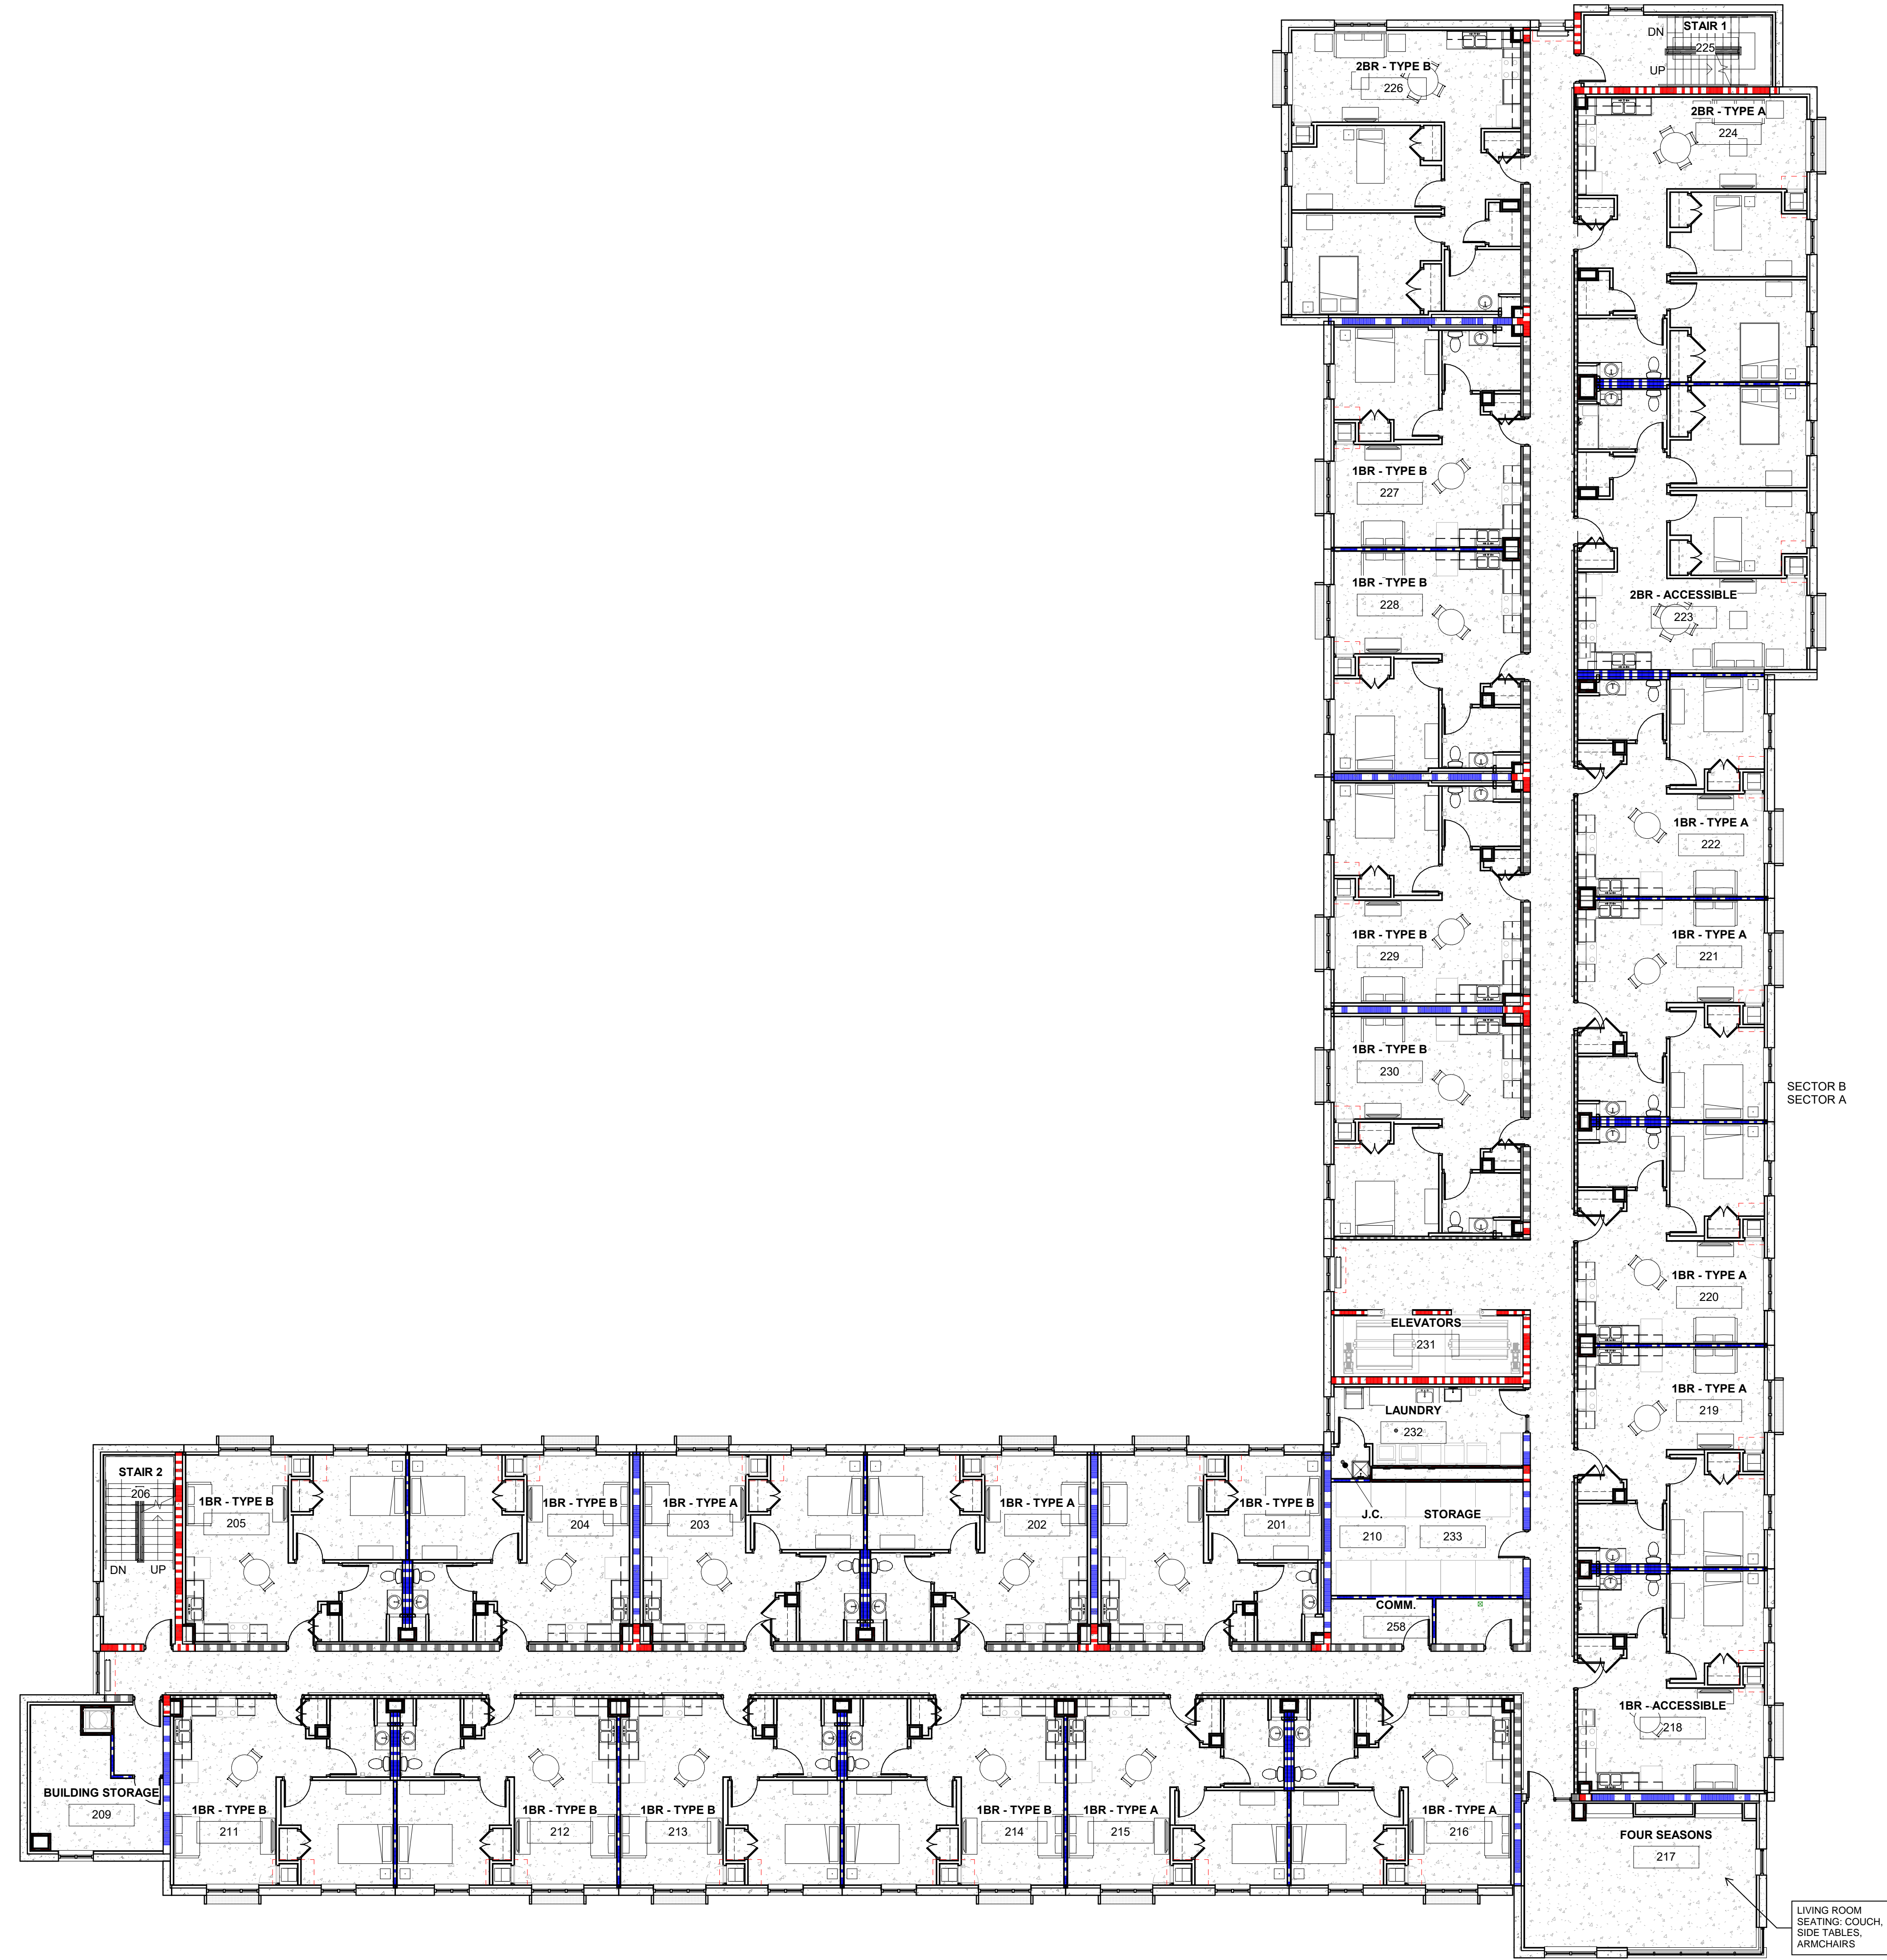 STAIR 1
DN
225
UP
2BR - TYPE B
226
2BR - TYPE A
224
1BR - TYPE B
227
1BR - TYPE B
228
2BR - ACCESSIBLE
223
1BR - TYPE A
222
1BR - TYPE B
229
1BR - TYPE A
221
1BR - TYPE B
230
SECTOR B
SECTOR A
1BR - TYPE A
220
ELEVATORS
231
1BR - TYPE A
219
LAUNDRY
232
STAIR 2
206
DN
UP
1BR - TYPE B
205
1BR - TYPE B
204
1BR - TYPE A
203
1BR - TYPE A
202
1BR - TYPE B
201
J.C.
210
STORAGE
233
COMM.
258
1BR - ACCESSIBLE
218
BUILDING STORAGE
209
1BR - TYPE B
211
1BR - TYPE B
212
1BR - TYPE B
213
1BR - TYPE B
214
1BR - TYPE A
215
1BR - TYPE A
216
FOUR SEASONS
217
LIVING ROOM
SEATING: COUCH,
SIDE TABLES,
ARMCHAIRS